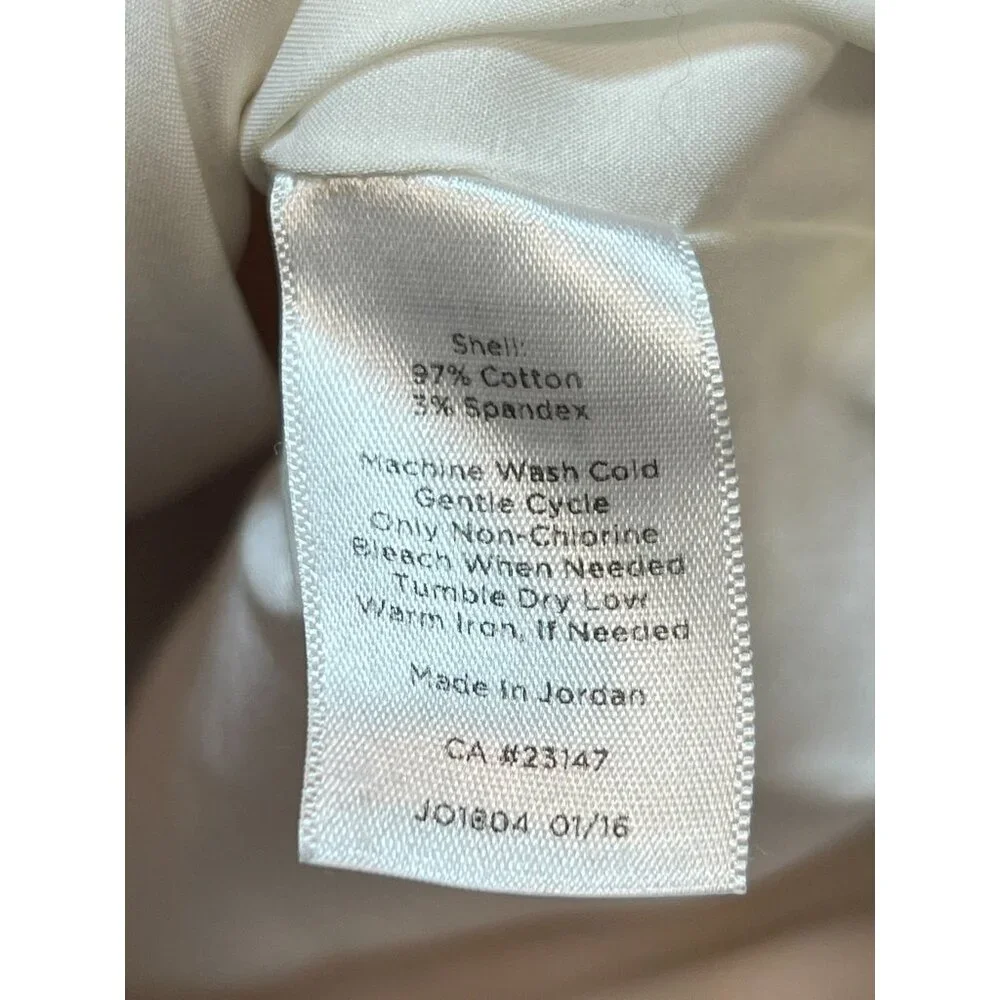 Shell:
97% Cotton
3% Spandex
Machine Wash Cold
Gentle Cycle
Only Non-Chlorine
Bleach When Needed
Tumble Dry Low
Warm Iron, If Needed
Made In Jordan
CA #23147
JO1804 01/16